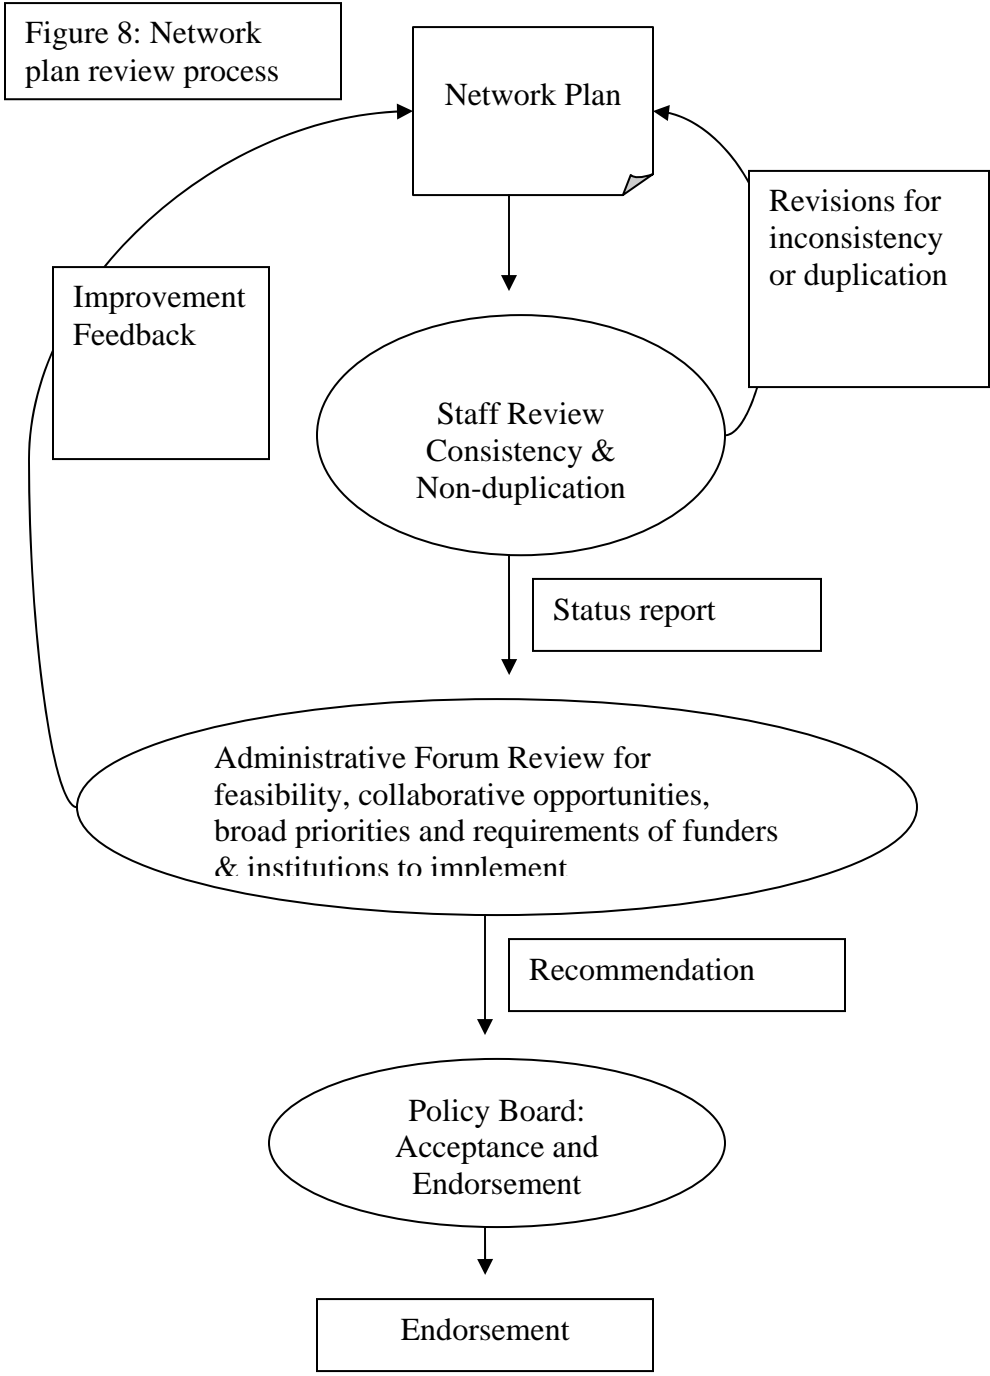 Figure 8: Network
plan review process
Network Plan
Revisions for
inconsistency
or duplication
Improvement
Feedback
Staff Review
Consistency &
Non-duplication
Status report
Administrative Forum Review for
feasibility, collaborative opportunities,
broad priorities and requirements of funders
& institutions to implement
Recommendation
Policy Board:
Acceptance and
Endorsement
Endorsement